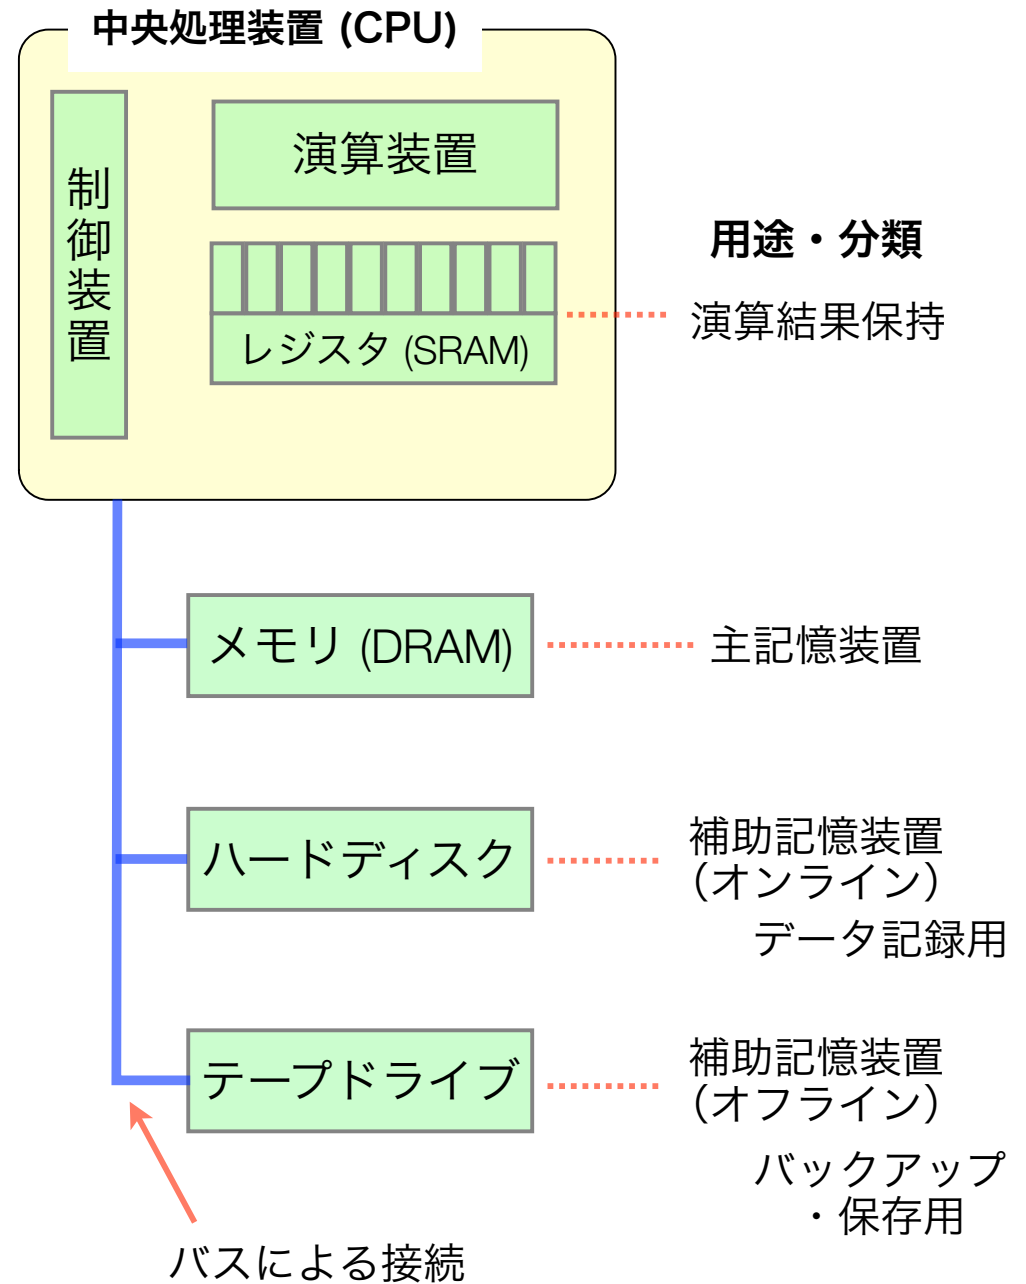 中央処理装置 (CPU)
制御装置
演算装置
レジスタ (SRAM)
用途・分類
演算結果保持
メモリ (DRAM)
主記憶装置
ハードディスク
補助記憶装置
（オンライン）
データ記録用
テープドライブ
補助記憶装置
（オフライン）
バックアップ
・保存用
バスによる接続